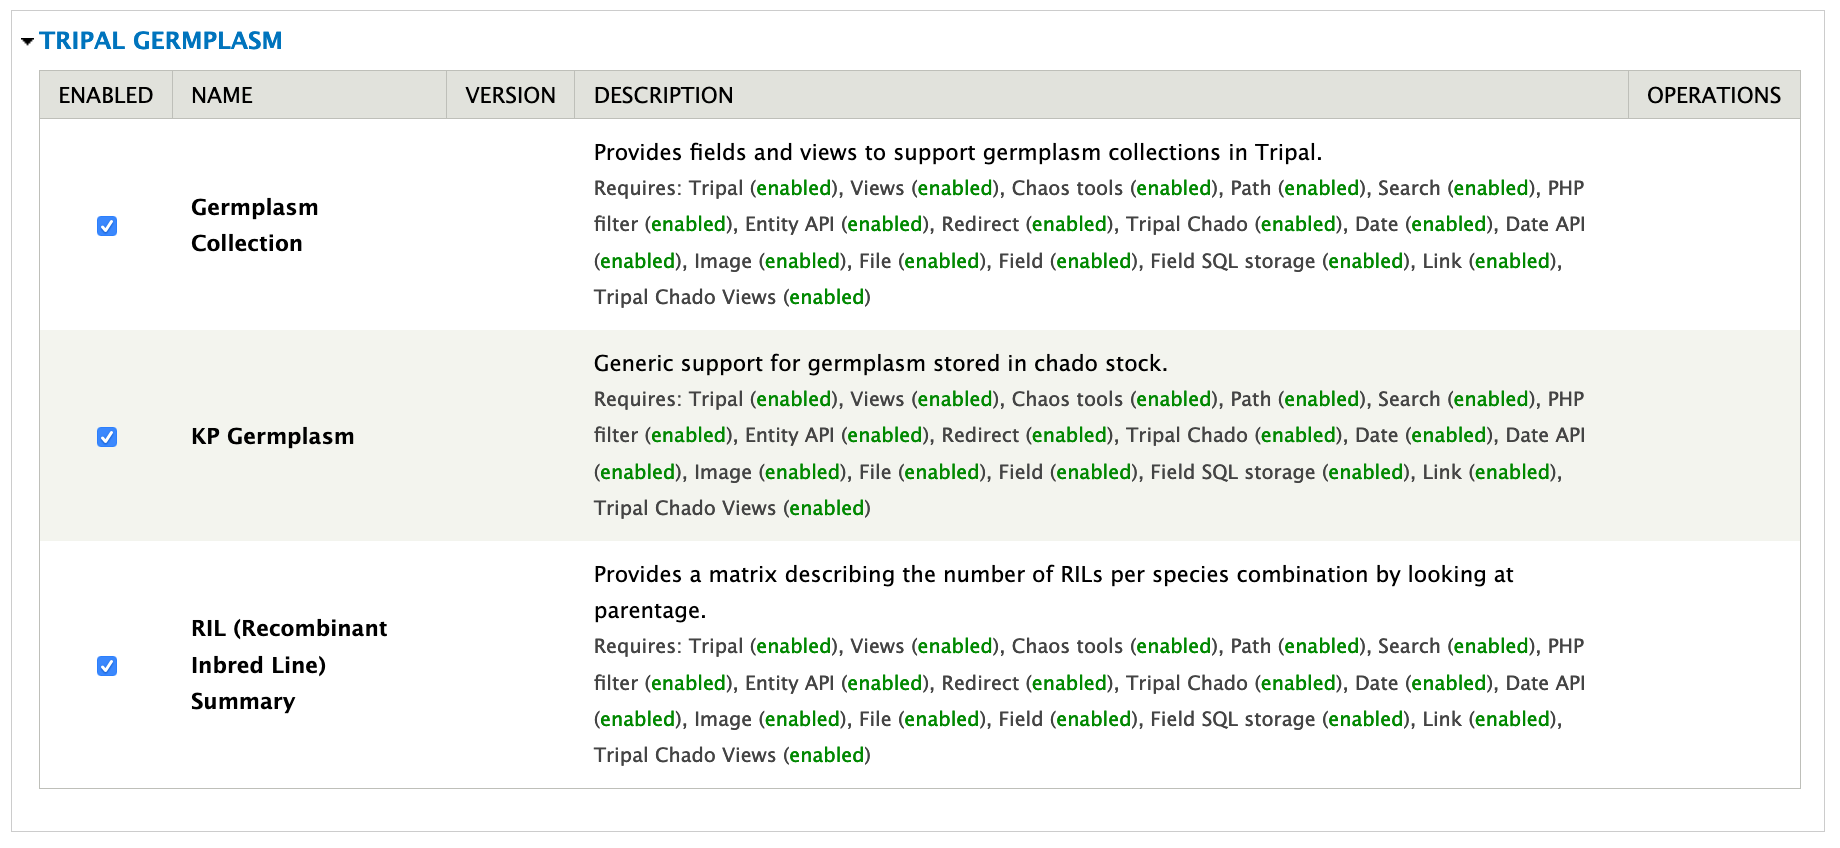 TRIPAL GERMPLASM
ENABLED NAME VERSION DESCRIPTION OPERATIONS
Germplasm
Collection
Provides fields and views to support germplasm collections in Tripal.
Requires: Tripal (enabled), Views (enabled), Chaos tools (enabled), Path (enabled), Search (enabled), PHP
filter (enabled), Entity API (enabled), Redirect (enabled), Tripal Chado (enabled), Date (enabled), Date API
(enabled), Image (enabled), File (enabled), Field (enabled), Field SQL storage (enabled), Link (enabled),
Tripal Chado Views (enabled)
KP Germplasm
Generic support for germplasm stored in chado stock.
Requires: Tripal (enabled), Views (enabled), Chaos tools (enabled), Path (enabled), Search (enabled), PHP
filter (enabled), Entity API (enabled), Redirect (enabled), Tripal Chado (enabled), Date (enabled), Date API
(enabled), Image (enabled), File (enabled), Field (enabled), Field SQL storage (enabled), Link (enabled),
Tripal Chado Views (enabled)
RIL (Recombinant
Inbred Line)
Summary
Provides a matrix describing the number of RILs per species combination by looking at
parentage.
Requires: Tripal (enabled), Views (enabled), Chaos tools (enabled), Path (enabled), Search (enabled), PHP
filter (enabled), Entity API (enabled), Redirect (enabled), Tripal Chado (enabled), Date (enabled), Date API
(enabled), Image (enabled), File (enabled), Field (enabled), Field SQL storage (enabled), Link (enabled),
Tripal Chado Views (enabled)